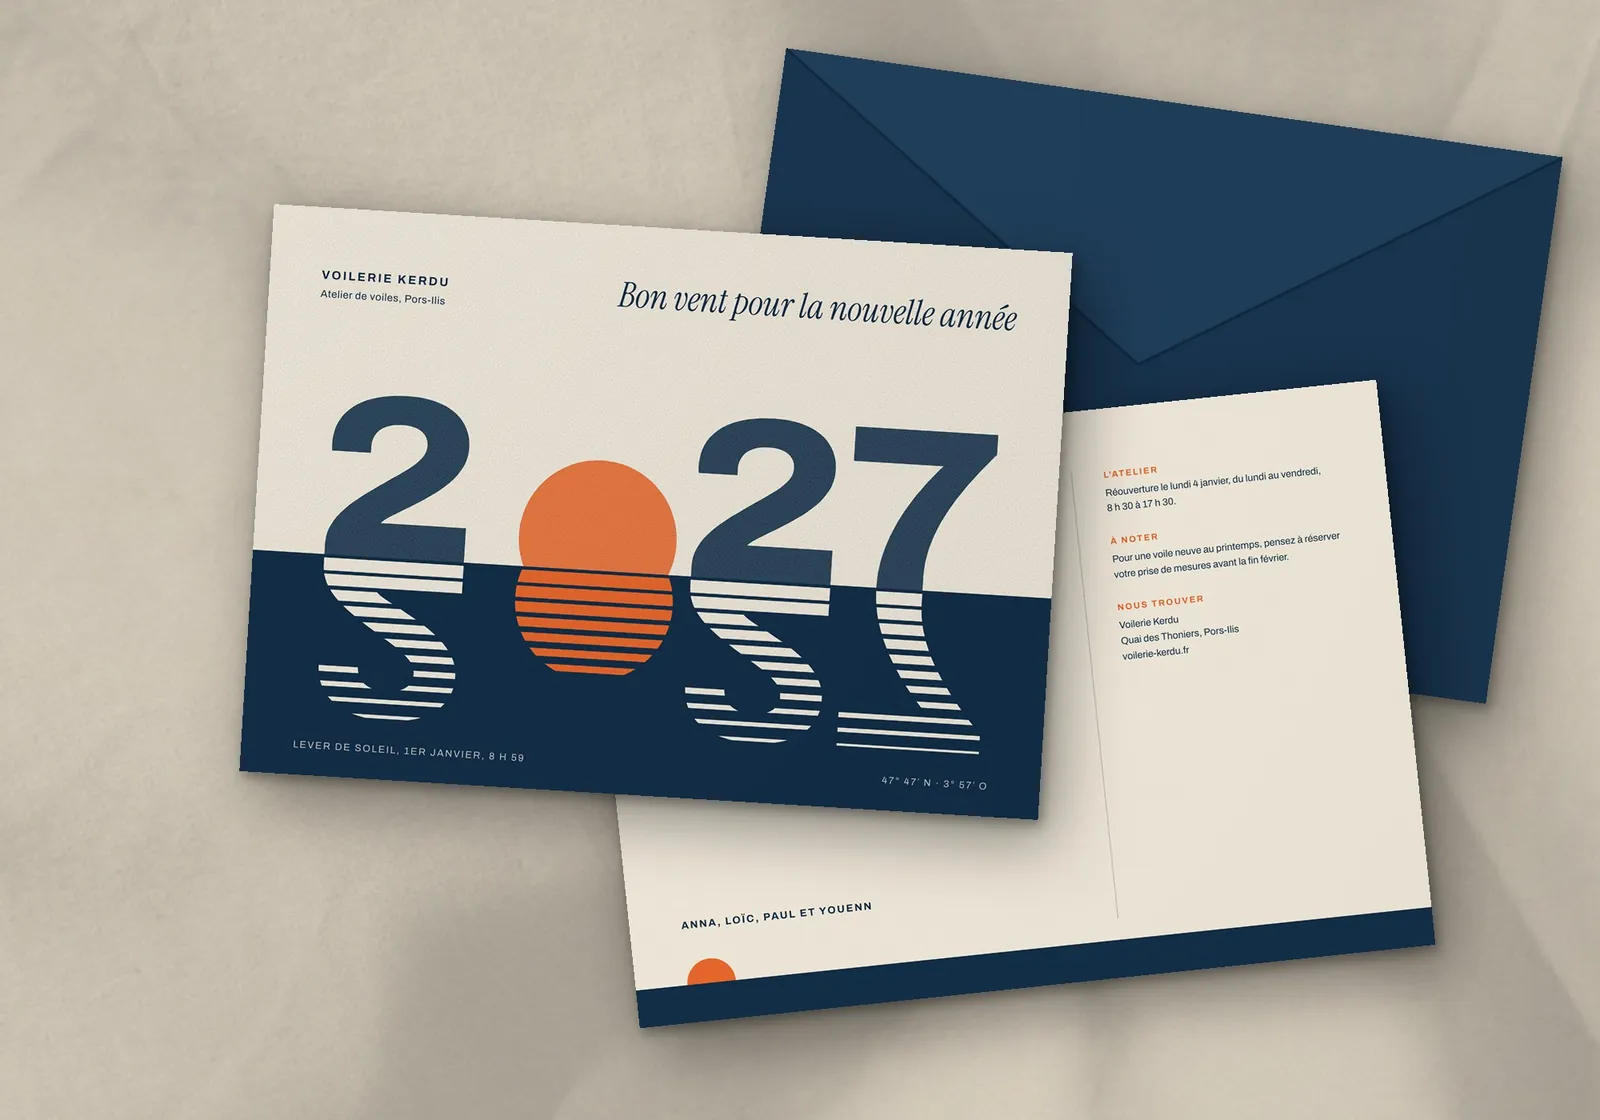 VOILERIE KERDU
Atelier de voiles, Pors-Ilis
Bon vent pour la nouvelle année
2027
LEVER DE SOLEIL, 1ER JANVIER, 8 H 59
47° 47′ N · 3° 57′ O
L'ATELIER
Réouverture le lundi 4 janvier, du lundi au vendredi,
8 h 30 à 17 h 30.
À NOTER
Pour une voile neuve au printemps, pensez à réserver
votre prise de mesures avant la fin février.
NOUS TROUVER
Voilerie Kerdu
Quai des Thoniers, Pors-Ilis
voilerie-kerdu.fr
ANNA, LOÏC, PAUL ET YOUENN